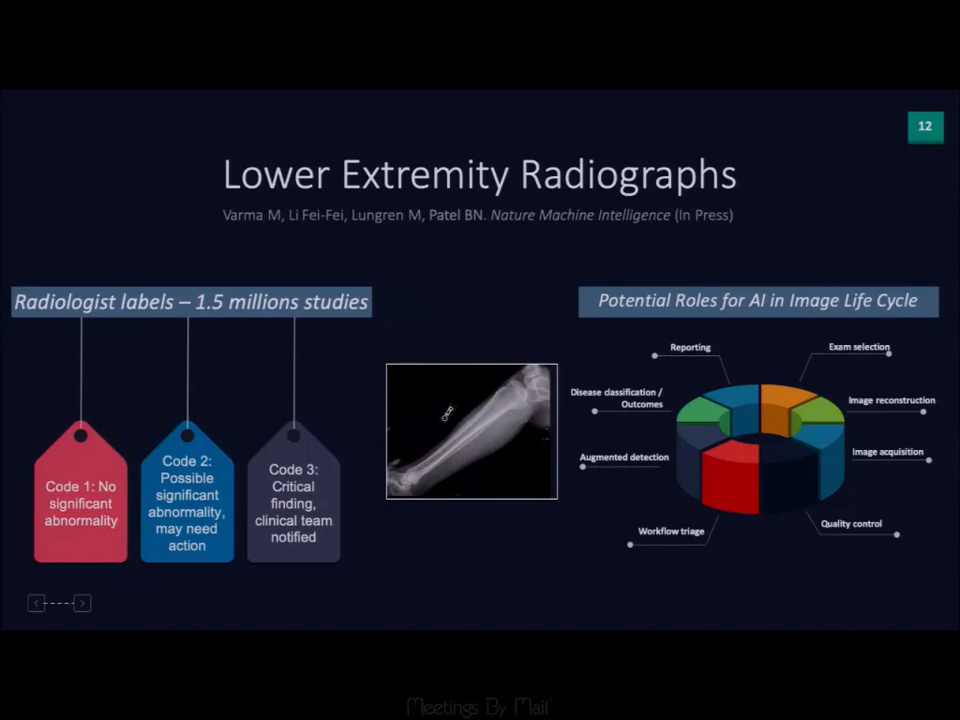 12
Lower Extremity Radiographs
Varma M, Li Fei-Fei, Lungren M, Patel BN. Nature Machine Intelligence (In Press)
Radiologist labels – 1.5 millions studies
Code 1: No
significant
abnormality
Code 2:
Possible
significant
abnormality,
may need
action
Code 3:
Critical
finding,
clinical team
notified
Potential Roles for AI in Image Life Cycle
Reporting
Exam selection
Disease classification /
Outcomes
Image reconstruction
Augmented detection
Image acquisition
Workflow triage
Quality control
Meetings By Mail